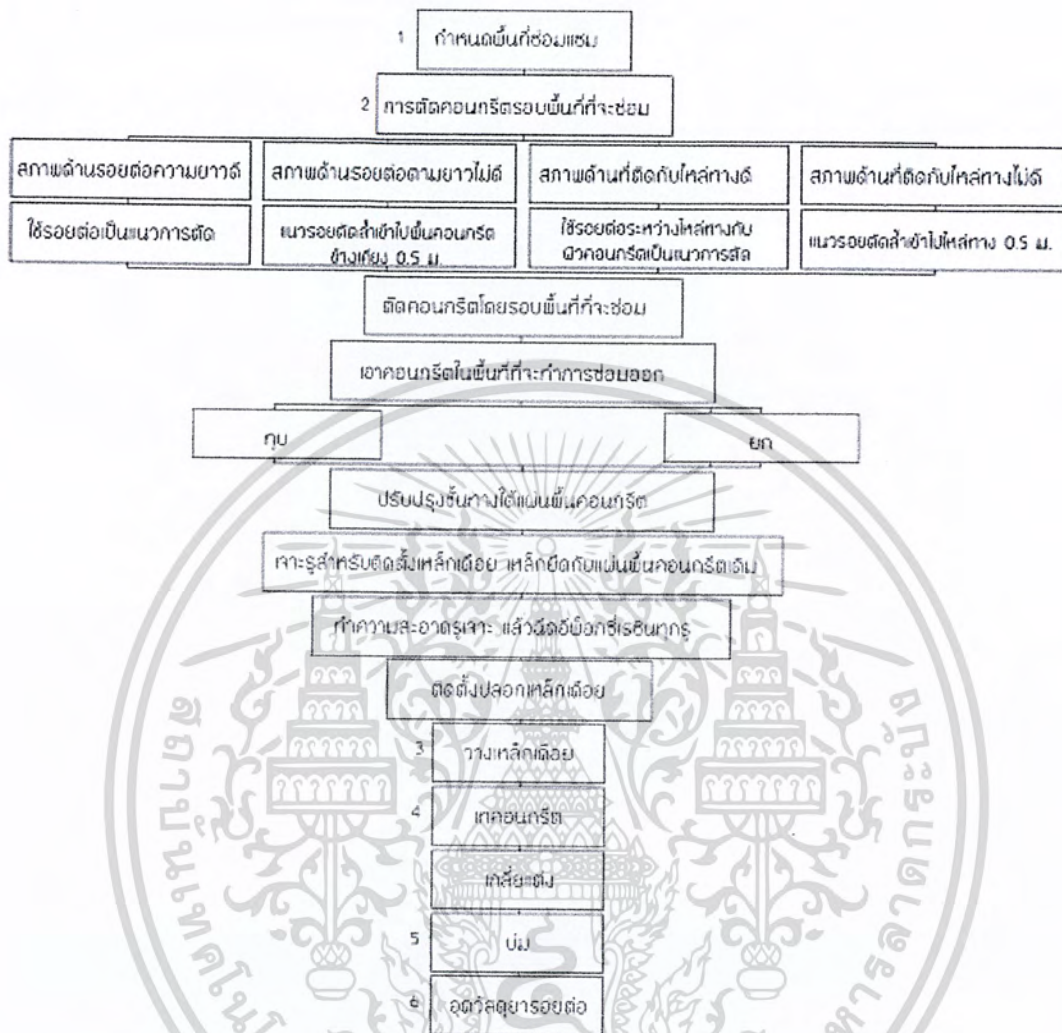 1 กำหนดพื้นที่ซ่อมแซม
2 การตัดคอนกรีตรอบพื้นที่ที่จะซ่อม
สภาพด้านรอยต่อความยาวดี
สภาพด้านรอยต่อตามยาวไม่ดี
สภาพด้านที่ติดกับไหล่ทางดี
สภาพด้านที่ติดกับไหล่ทางไม่ดี
ใช้รอยต่อเป็นแนวการตัด
แนวรอยตัดล้ำเข้าไปพื้นคอนกรีต
ข้างเคียง 0.5 ม.
ใช้รอยต่อระหว่างไหล่ทางกับ
ผิวคอนกรีตเป็นแนวการตัด
แนวรอยตัดล้ำเข้าไปไหล่ทาง 0.5 ม.
ตัดคอนกรีตโดยรอบพื้นที่ที่จะซ่อม
เอาคอนกรีตในพื้นที่ที่จะทำการซ่อมออก
ทุบ
ยก
ปรับปรุงชั้นทางใต้แผ่นพื้นคอนกรีต
เจาะรูสำหรับติดตั้งเหล็กเดือย เหล็กยึดกับแผ่นพื้นคอนกรีตเดิม
ทำความสะอาดรูเจาะ แล้วฉีดอีพ็อกซี่เรซินทุกรู
ติดตั้งปลอกเหล็กเดือย
3 วางเหล็กเดือย
4 เทคอนกรีต
เกลี่ยแต่ง
5 บ่ม
6 อุดวัสดุยารอยต่อ
สถาบันเทคโนโ
หารลาดกระ